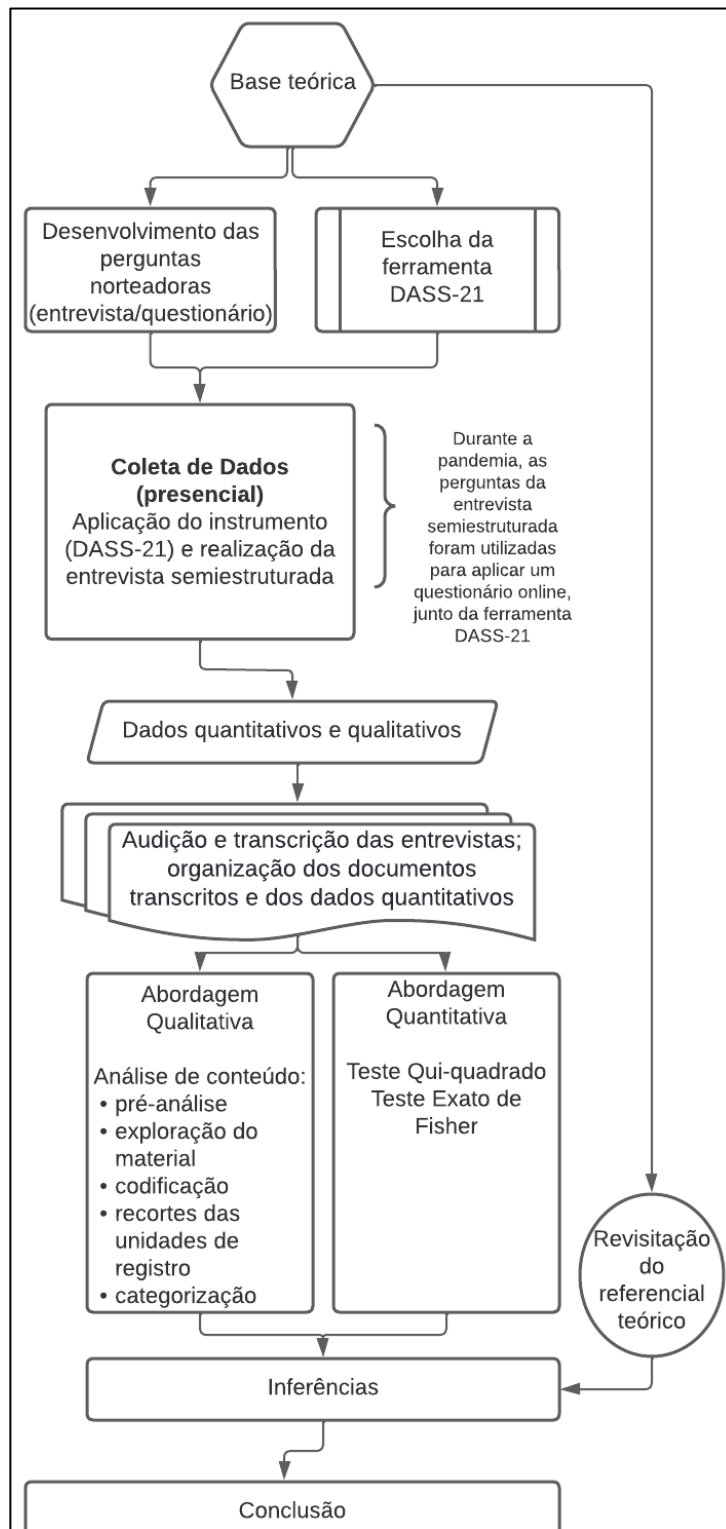 Base teórica
Desenvolvimento das
perguntas
norteadoras
(entrevista/questionário)
Escolha da
ferramenta
DASS-21
Coleta de Dados
(presencial)
Aplicação do instrumento
(DASS-21) e realização da
entrevista semiestruturada
Durante a
pandemia, as
perguntas da
entrevista
semiestruturada
foram utilizadas
para aplicar um
questionário online,
junto da ferramenta
DASS-21
Dados quantitativos e qualitativos
Audição e transcrição das entrevistas;
organização dos documentos
transcritos e dos dados quantitativos
Abordagem
Qualitativa
Análise de conteúdo:
• pré-análise
• exploração do
material
• codificação
• recortes das
unidades de
registro
• categorização
Abordagem
Quantitativa
Teste Qui-quadrado
Teste Exato de
Fisher
Revisitação
do
referencial
teórico
Inferências
Conclusão